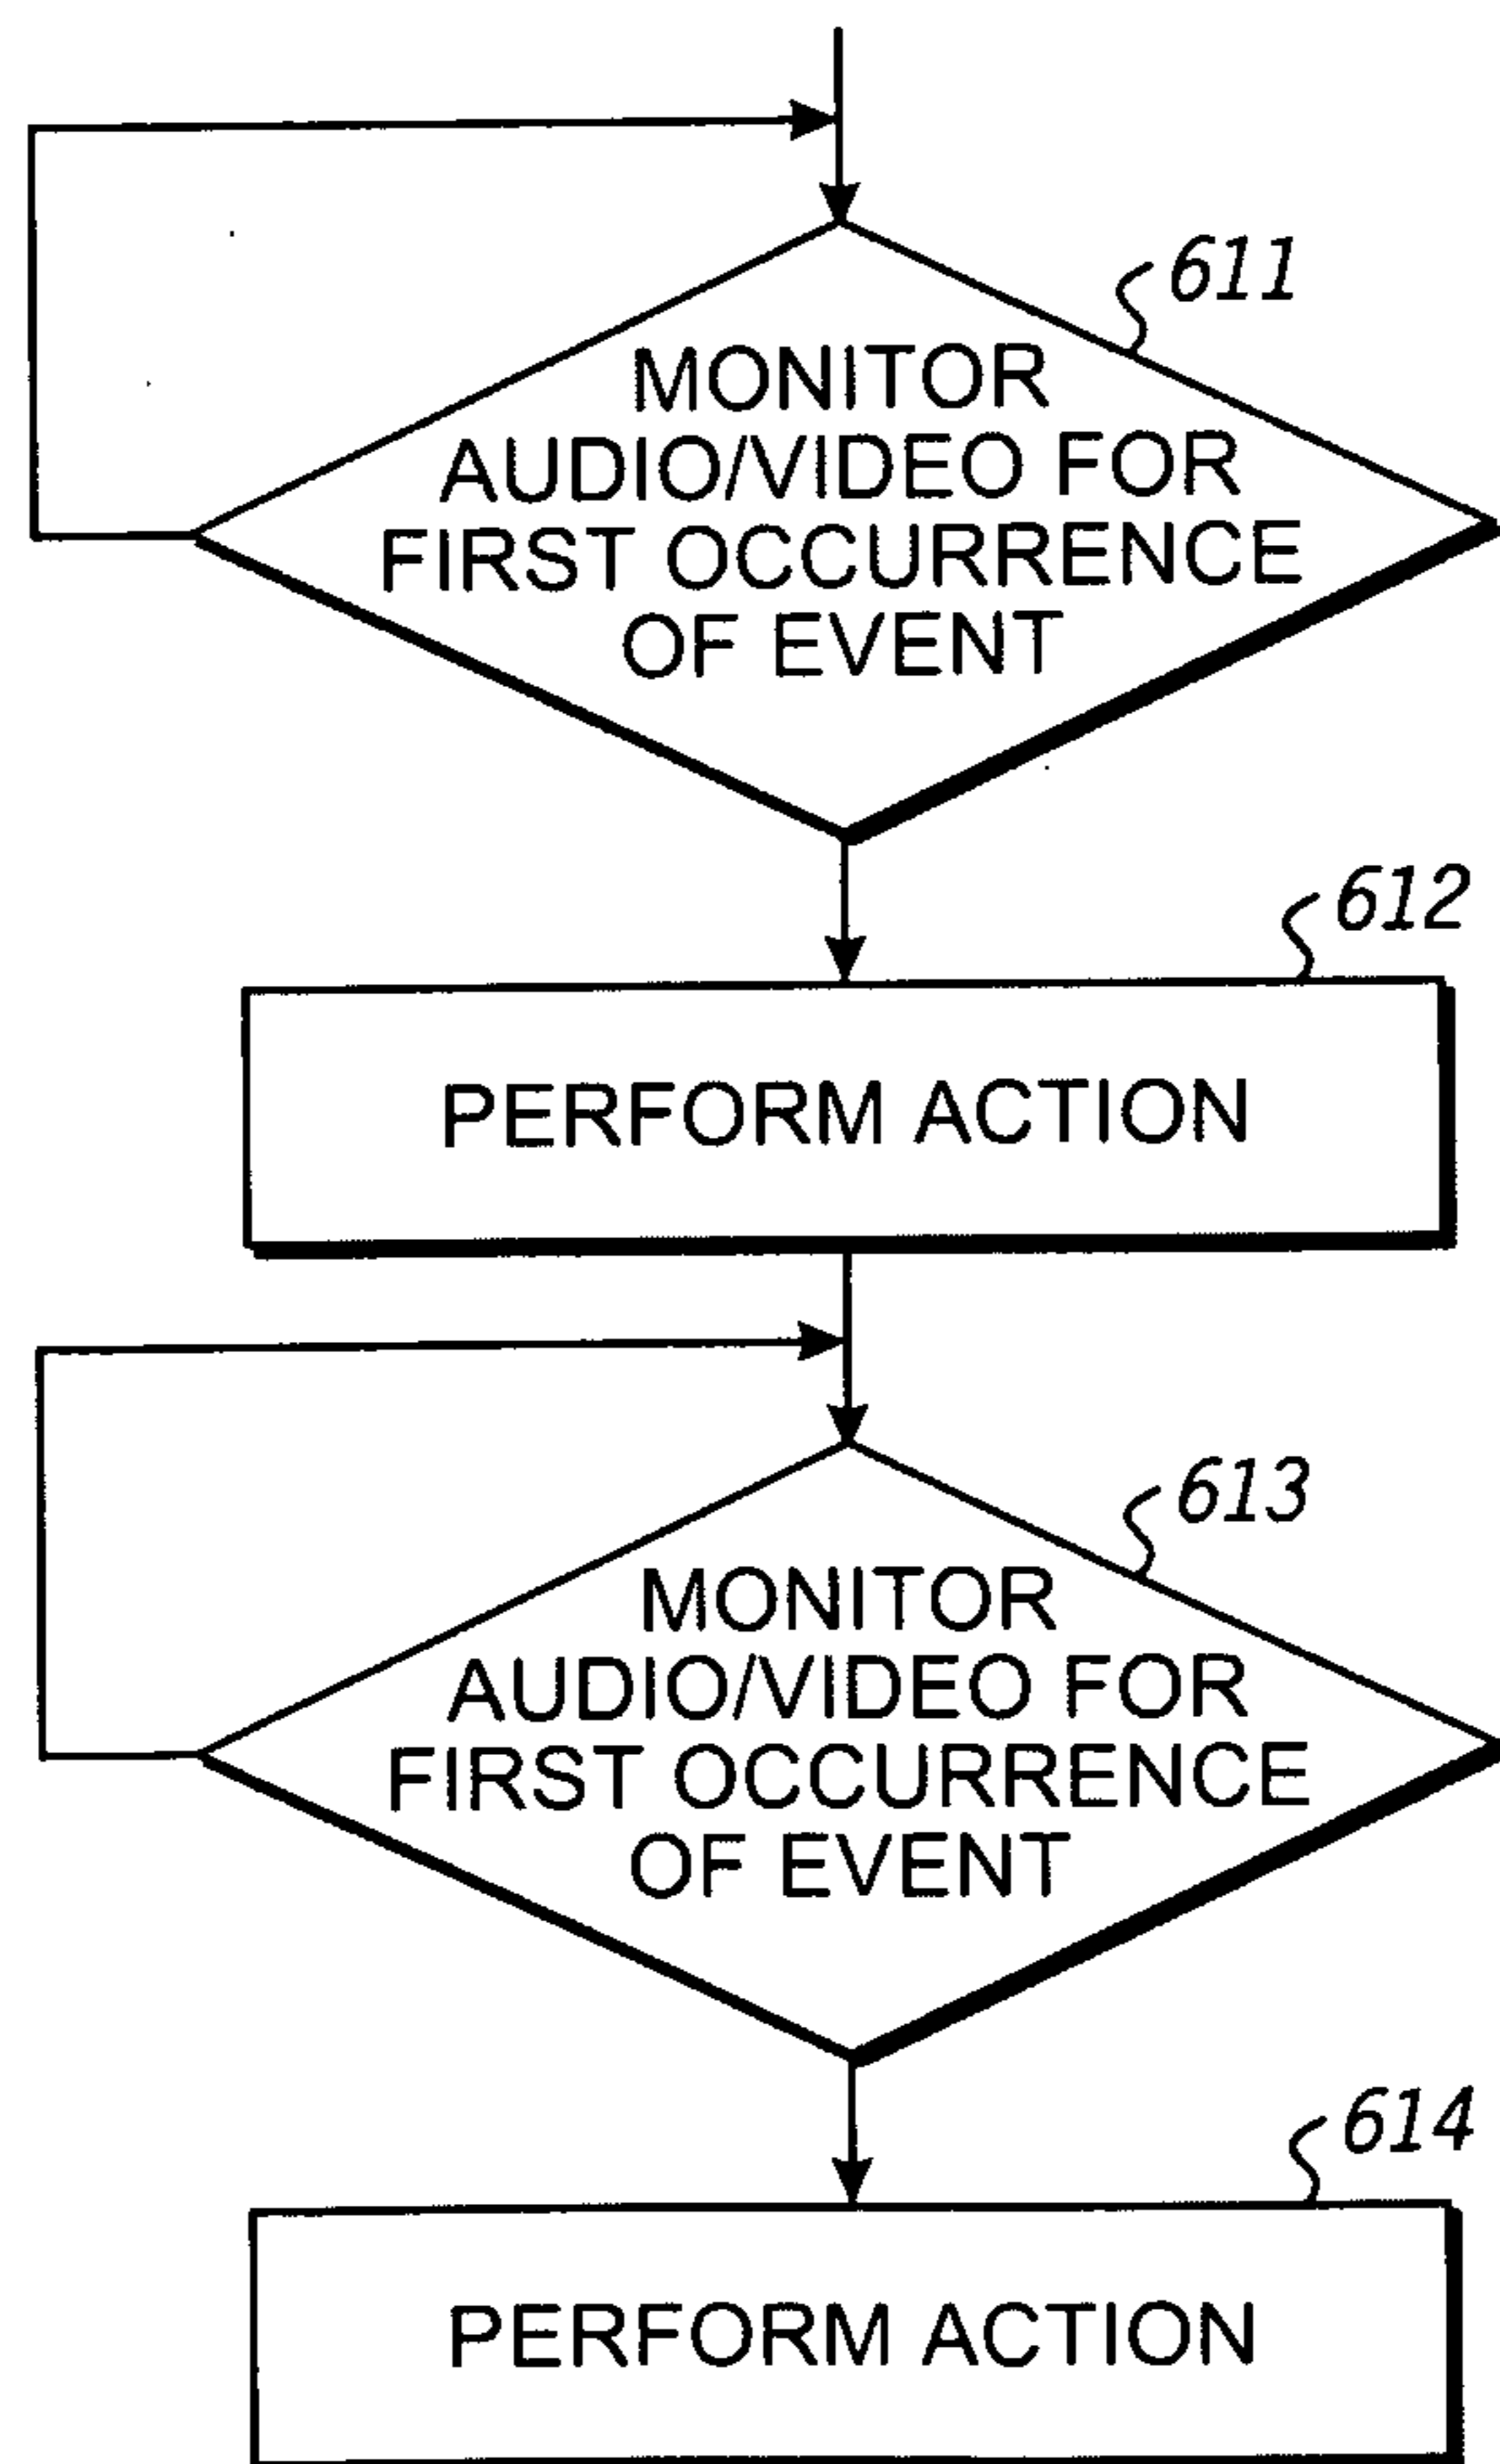 611
MONITOR
AUDIO/VIDEO FOR
FIRST OCCURRENCE
OF EVENT
612
PERFORM ACTION
613
MONITOR
AUDIO/VIDEO FOR
FIRST OCCURRENCE
OF EVENT
614
PERFORM ACTION